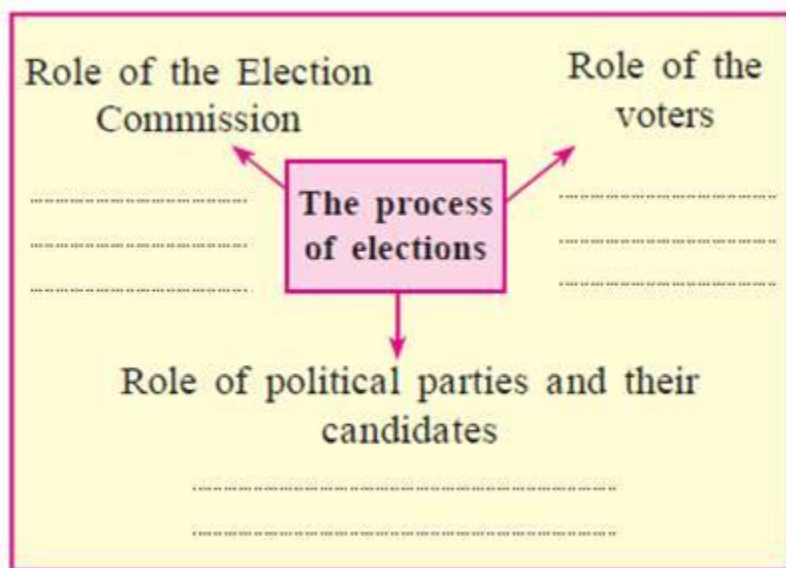 Role of the Election
Commission
Role of the
voters
The process
of elections
Role of political parties and their
candidates